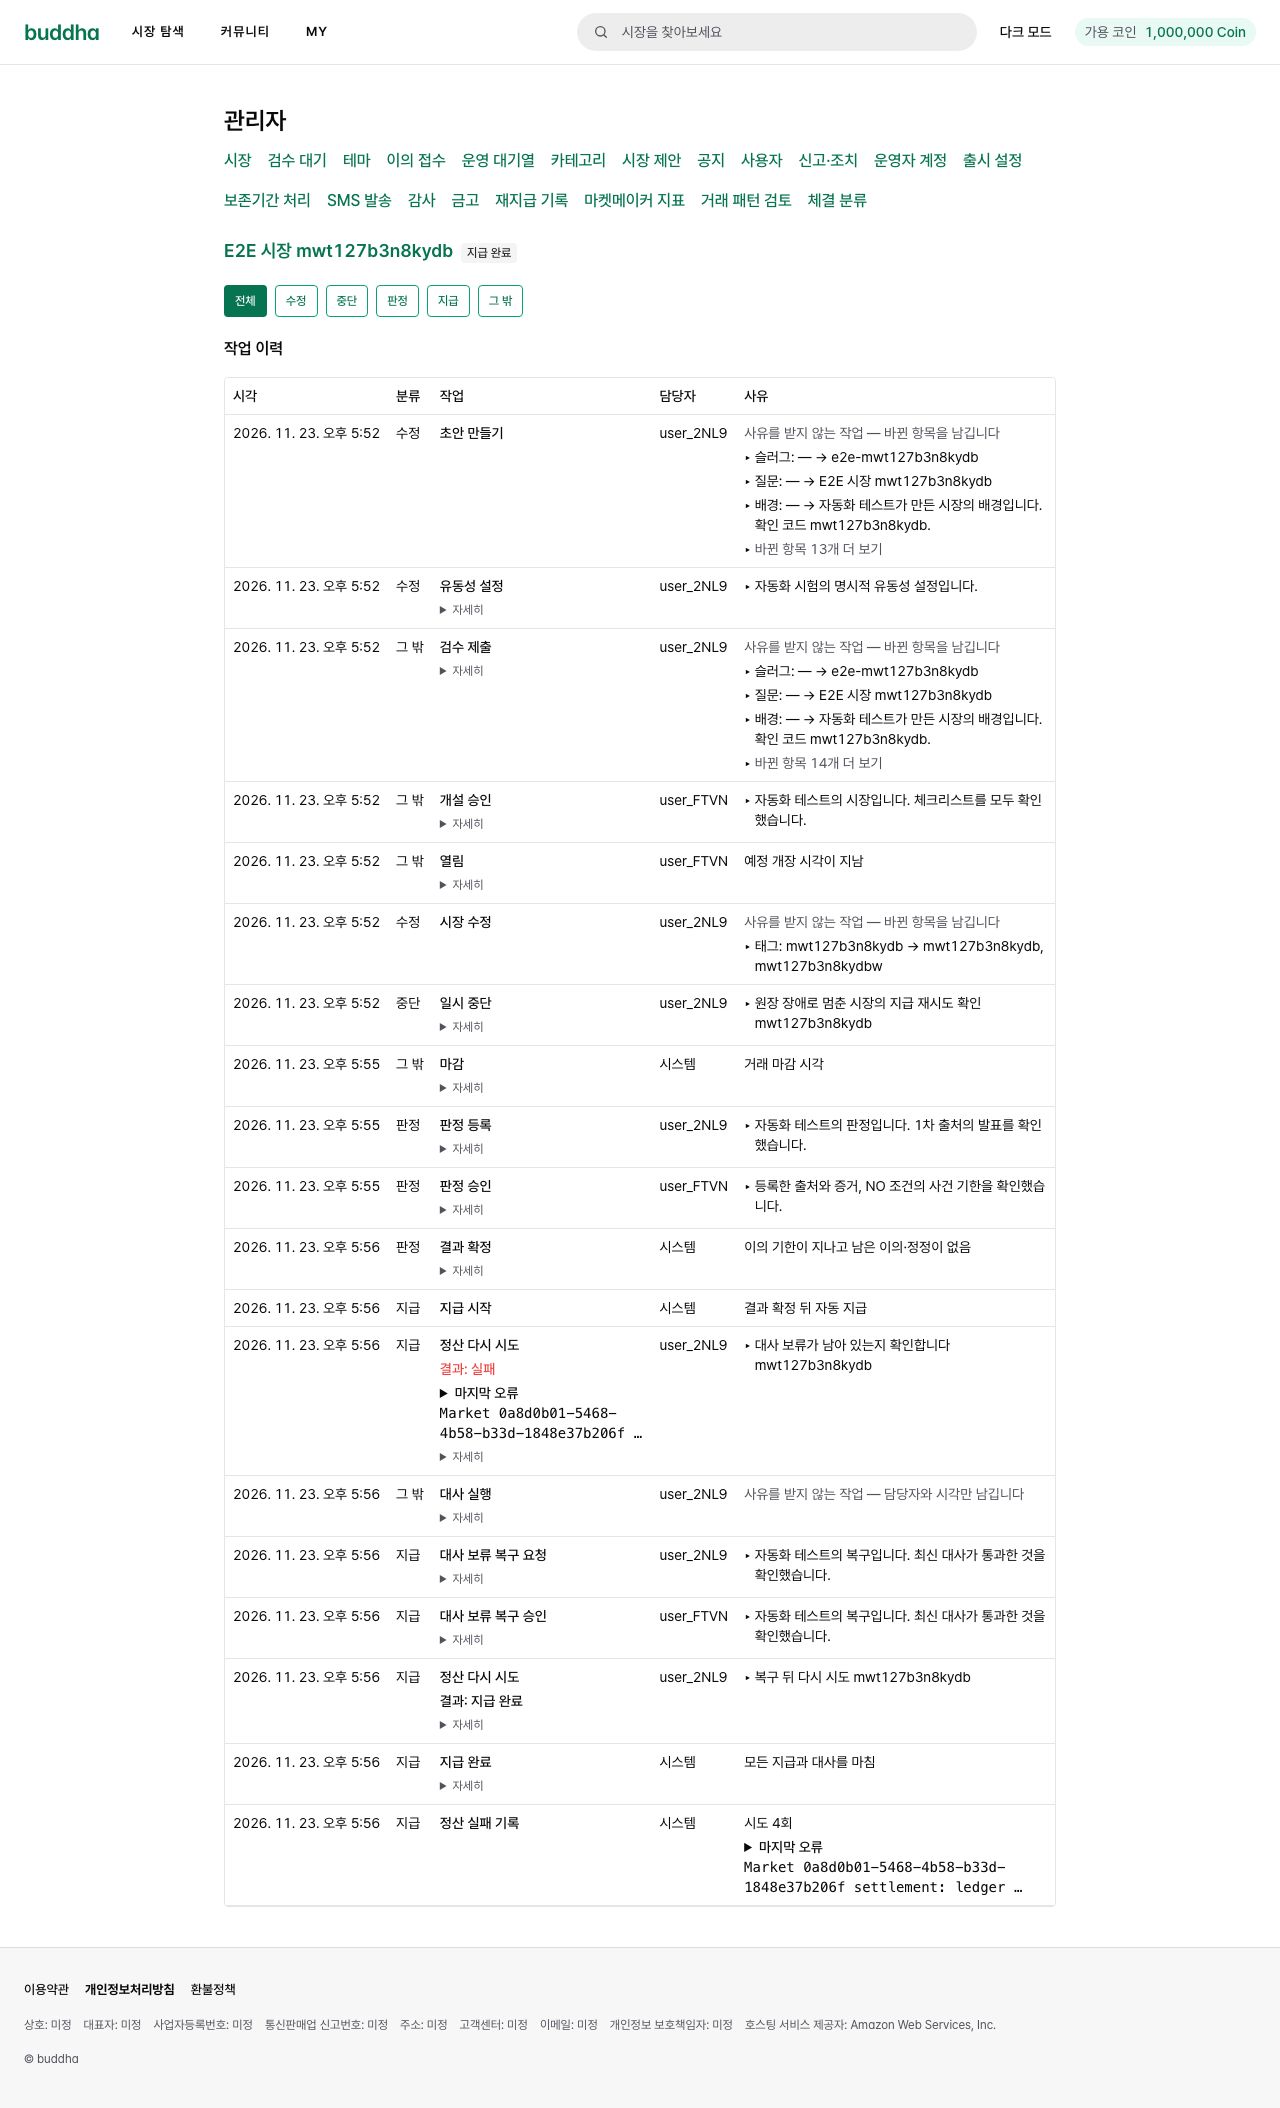 buddha 시장 탐색 커뮤니티 MY 시장을 찾아보세요 다크 모드 가용 코인 1,000,000 Coin
관리자
시장 검수 대기 테마 이의 접수 운영 대기열 카테고리 시장 제안 공지 사용자 신고·조치 운영자 계정 출시 설정
보존기간 처리 SMS 발송 감사 금고 재지급 기록 마켓메이커 지표 거래 패턴 검토 체결 분류
E2E 시장 mwt127b3n8kydb 지급 완료
전체 수정 중단 판정 지급 그 밖
작업 이력
시각 분류 작업 담당자 사유
2026. 11. 23. 오후 5:52 수정 초안 만들기 user_2NL9 사유를 받지 않는 작업 — 바뀐 항목을 남깁니다
▸ 슬러그: — → e2e-mwt127b3n8kydb
▸ 질문: — → E2E 시장 mwt127b3n8kydb
▸ 배경: — → 자동화 테스트가 만든 시장의 배경입니다.
확인 코드 mwt127b3n8kydb.
▸ 바뀐 항목 13개 더 보기
2026. 11. 23. 오후 5:52 수정 유동성 설정 user_2NL9 ▸ 자동화 시험의 명시적 유동성 설정입니다.
▶ 자세히
2026. 11. 23. 오후 5:52 그 밖 검수 제출 user_2NL9 사유를 받지 않는 작업 — 바뀐 항목을 남깁니다
▶ 자세히 ▸ 슬러그: — → e2e-mwt127b3n8kydb
▸ 질문: — → E2E 시장 mwt127b3n8kydb
▸ 배경: — → 자동화 테스트가 만든 시장의 배경입니다.
확인 코드 mwt127b3n8kydb.
▸ 바뀐 항목 14개 더 보기
2026. 11. 23. 오후 5:52 그 밖 개설 승인 user_FTVN ▸ 자동화 테스트의 시장입니다. 체크리스트를 모두 확인
▶ 자세히 했습니다.
2026. 11. 23. 오후 5:52 그 밖 열림 user_FTVN 예정 개장 시각이 지남
▶ 자세히
2026. 11. 23. 오후 5:52 수정 시장 수정 user_2NL9 사유를 받지 않는 작업 — 바뀐 항목을 남깁니다
▸ 태그: mwt127b3n8kydb → mwt127b3n8kydb,
mwt127b3n8kydbw
2026. 11. 23. 오후 5:52 중단 일시 중단 user_2NL9 ▸ 원장 장애로 멈춘 시장의 지급 재시도 확인
▶ 자세히 mwt127b3n8kydb
2026. 11. 23. 오후 5:55 그 밖 마감 시스템 거래 마감 시각
▶ 자세히
2026. 11. 23. 오후 5:55 판정 판정 등록 user_2NL9 ▸ 자동화 테스트의 판정입니다. 1차 출처의 발표를 확인
▶ 자세히 했습니다.
2026. 11. 23. 오후 5:55 판정 판정 승인 user_FTVN ▸ 등록한 출처와 증거, NO 조건의 사건 기한을 확인했습
▶ 자세히 니다.
2026. 11. 23. 오후 5:56 판정 결과 확정 시스템 이의 기한이 지나고 남은 이의·정정이 없음
▶ 자세히
2026. 11. 23. 오후 5:56 지급 지급 시작 시스템 결과 확정 뒤 자동 지급
2026. 11. 23. 오후 5:56 지급 정산 다시 시도 user_2NL9 ▸ 대사 보류가 남아 있는지 확인합니다
결과: 실패 mwt127b3n8kydb
▶ 마지막 오류
Market 0a8d0b01-5468-
4b58-b33d-1848e37b206f …
▶ 자세히
2026. 11. 23. 오후 5:56 그 밖 대사 실행 user_2NL9 사유를 받지 않는 작업 — 담당자와 시각만 남깁니다
▶ 자세히
2026. 11. 23. 오후 5:56 지급 대사 보류 복구 요청 user_2NL9 ▸ 자동화 테스트의 복구입니다. 최신 대사가 통과한 것을
▶ 자세히 확인했습니다.
2026. 11. 23. 오후 5:56 지급 대사 보류 복구 승인 user_FTVN ▸ 자동화 테스트의 복구입니다. 최신 대사가 통과한 것을
▶ 자세히 확인했습니다.
2026. 11. 23. 오후 5:56 지급 정산 다시 시도 user_2NL9 ▸ 복구 뒤 다시 시도 mwt127b3n8kydb
결과: 지급 완료
▶ 자세히
2026. 11. 23. 오후 5:56 지급 지급 완료 시스템 모든 지급과 대사를 마침
▶ 자세히
2026. 11. 23. 오후 5:56 지급 정산 실패 기록 시스템 시도 4회
▶ 마지막 오류
Market 0a8d0b01-5468-4b58-b33d-
1848e37b206f settlement: ledger …
이용약관 개인정보처리방침 환불정책
상호: 미정 대표자: 미정 사업자등록번호: 미정 통신판매업 신고번호: 미정 주소: 미정 고객센터: 미정 이메일: 미정 개인정보 보호책임자: 미정 호스팅 서비스 제공자: Amazon Web Services, Inc.
© buddha